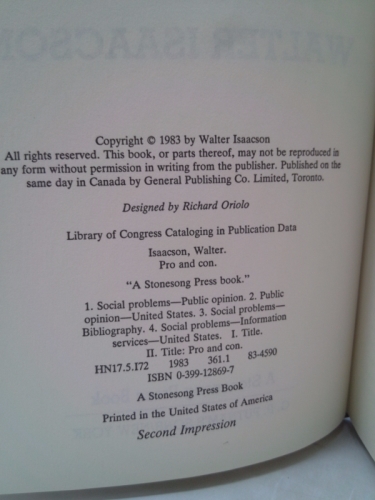 WALTER ISAACSON
Copyright © 1983 by Walter Isaacson
All rights reserved. This book, or parts thereof, may not be reproduced in
any form without permission in writing from the publisher. Published on the
same day in Canada by General Publishing Co. Limited, Toronto.
Designed by Richard Oriolo
Library of Congress Cataloging in Publication Data
Isaacson, Walter.
Pro and con.
"A Stonesong Press book."
1. Social problems—Public opinion. 2. Public
opinion—United States. 3. Social problems—
Bibliography. 4. Social problems—Information
services—United States. I. Title.
II. Title: Pro and con.
HN17.5.I72 1983 361.1 83-4590
ISBN 0-399-12869-7
A Stonesong Press Book
Printed in the United States of America
Second Impression